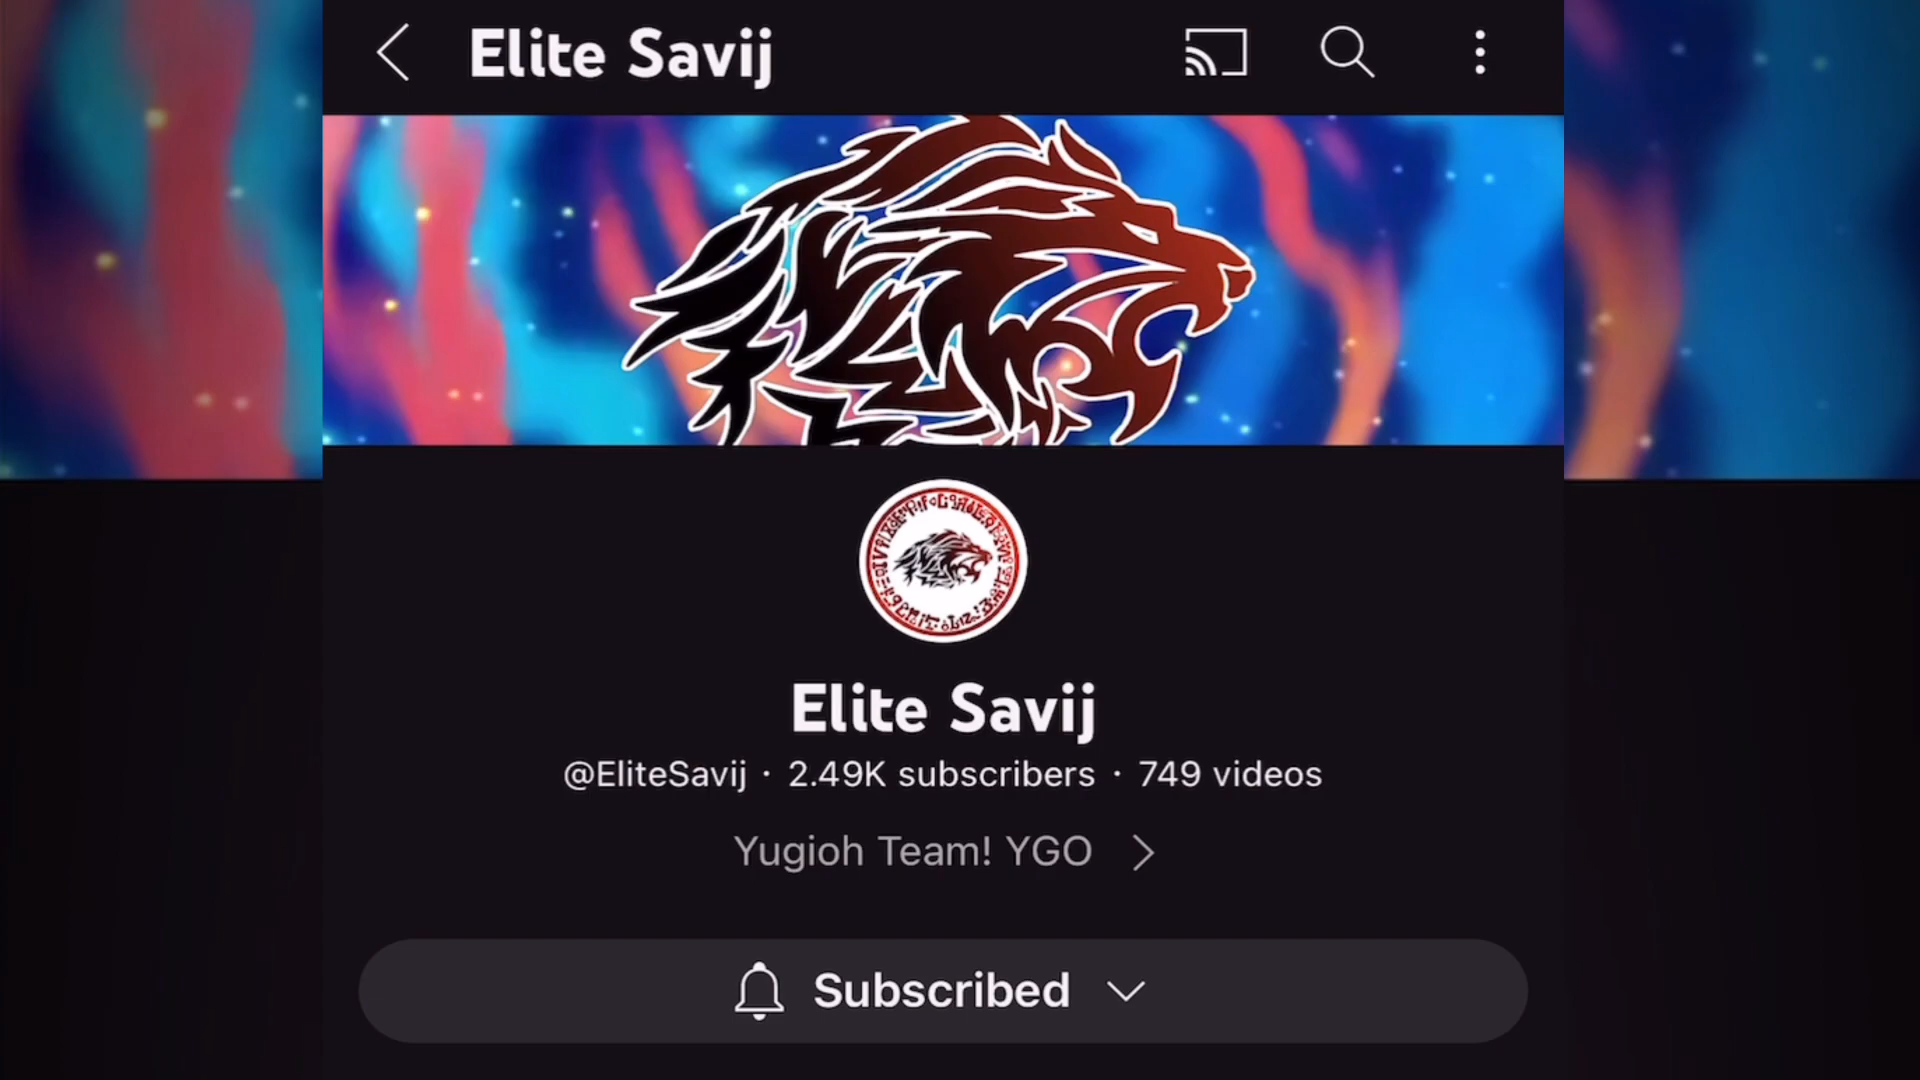 Elite Savij
Elite Savij
@EliteSavij · 2.49K subscribers · 749 videos
Yugioh Team! YGO
Subscribed